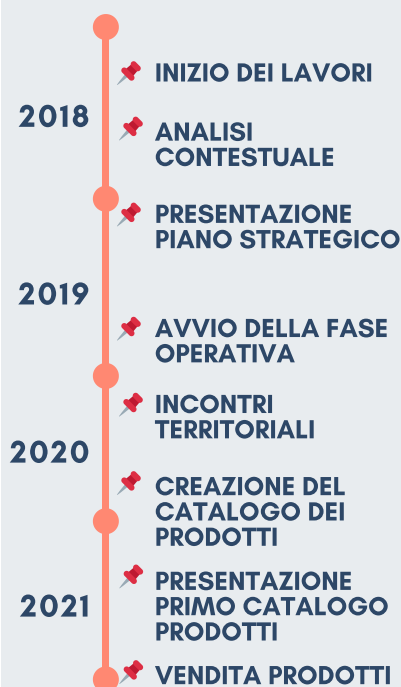 INIZIO DEI LAVORI
2018
ANALISI
CONTESTUALE
PRESENTAZIONE
PIANO STRATEGICO
2019
AVVIO DELLA FASE
OPERATIVA
INCONTRI
TERRITORIALI
2020
CREAZIONE DEL
CATALOGO DEI
PRODOTTI
PRESENTAZIONE
2021
PRIMO CATALOGO
PRODOTTI
VENDITA PRODOTTI